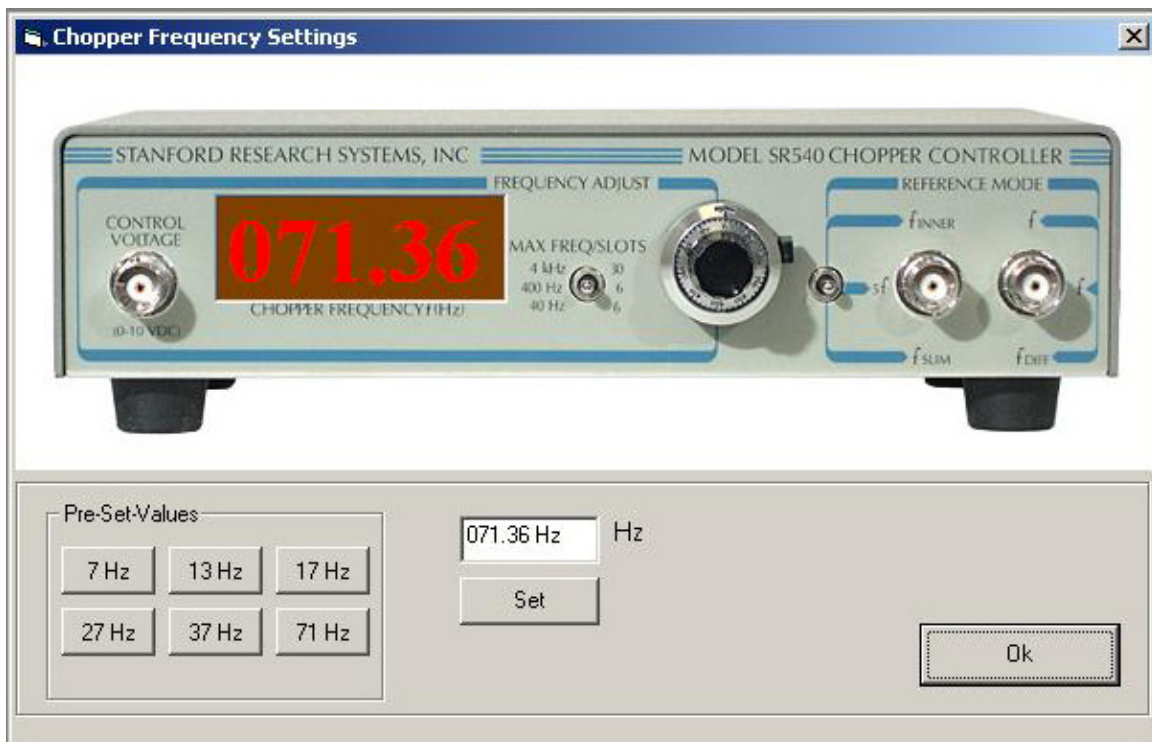 Chopper Frequency Settings
STANFORD RESEARCH SYSTEMS, INC
MODEL SR540 CHOPPER CONTROLLER
FREQUENCY ADJUST
REFERENCE MODE
CONTROL
VOLTAGE
(0-10 VDC)
071.36
CHOPPER FREQUENCY f (Hz)
MAX FREQ/SLOTS
4 kHz 30
400 Hz 6
40 Hz 6
f INNER
f
5f
f
f SUM
f DIFF
Pre-Set-Values
7 Hz
13 Hz
17 Hz
27 Hz
37 Hz
71 Hz
071.36 Hz
Hz
Set
Ok